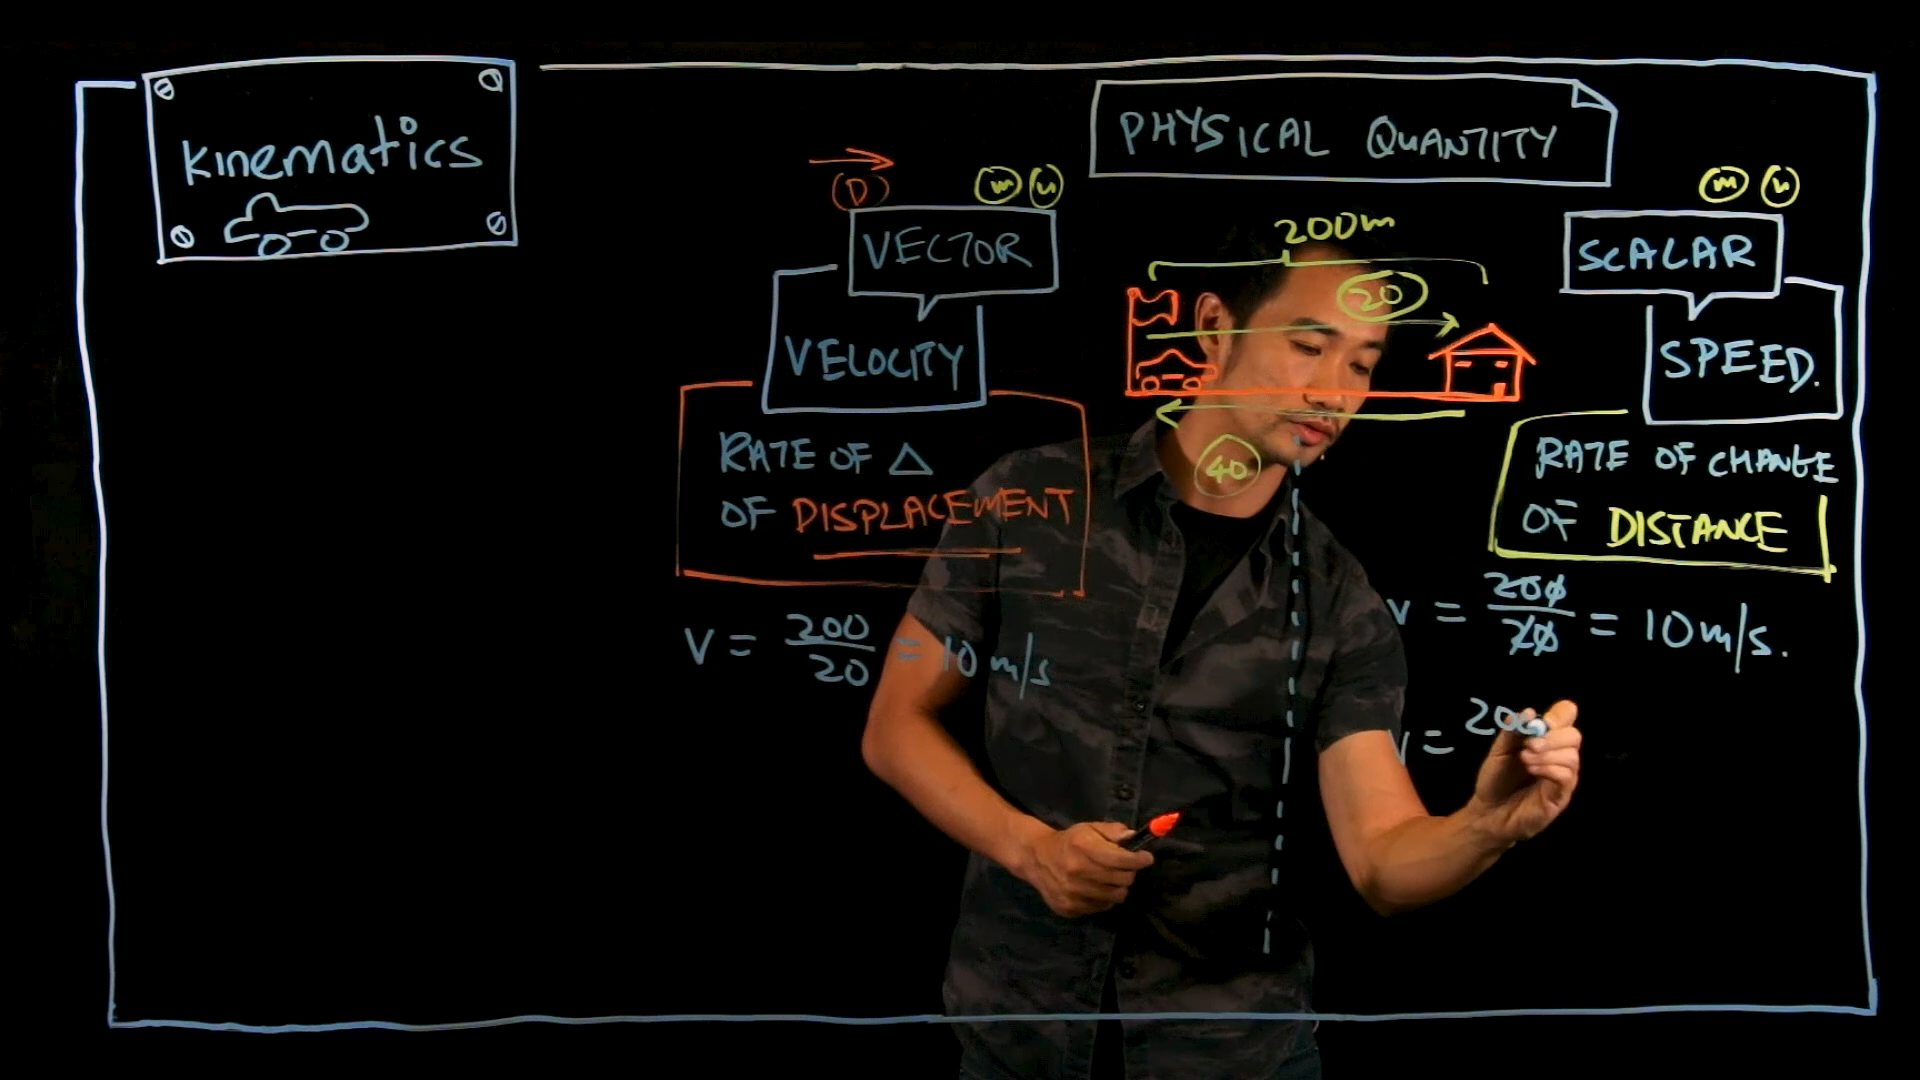 Kinematics
PHYSICAL QUANTITY
(D) (m) (u)
VECTOR
VELOCITY
RATE OF Δ
OF DISPLACEMENT
V = 200/20 = 10 m/s
200m
20
40
(m) (u)
SCALAR
SPEED.
RATE OF CHANGE
OF DISTANCE
V = 200/20 = 10 m/s.
V = 200